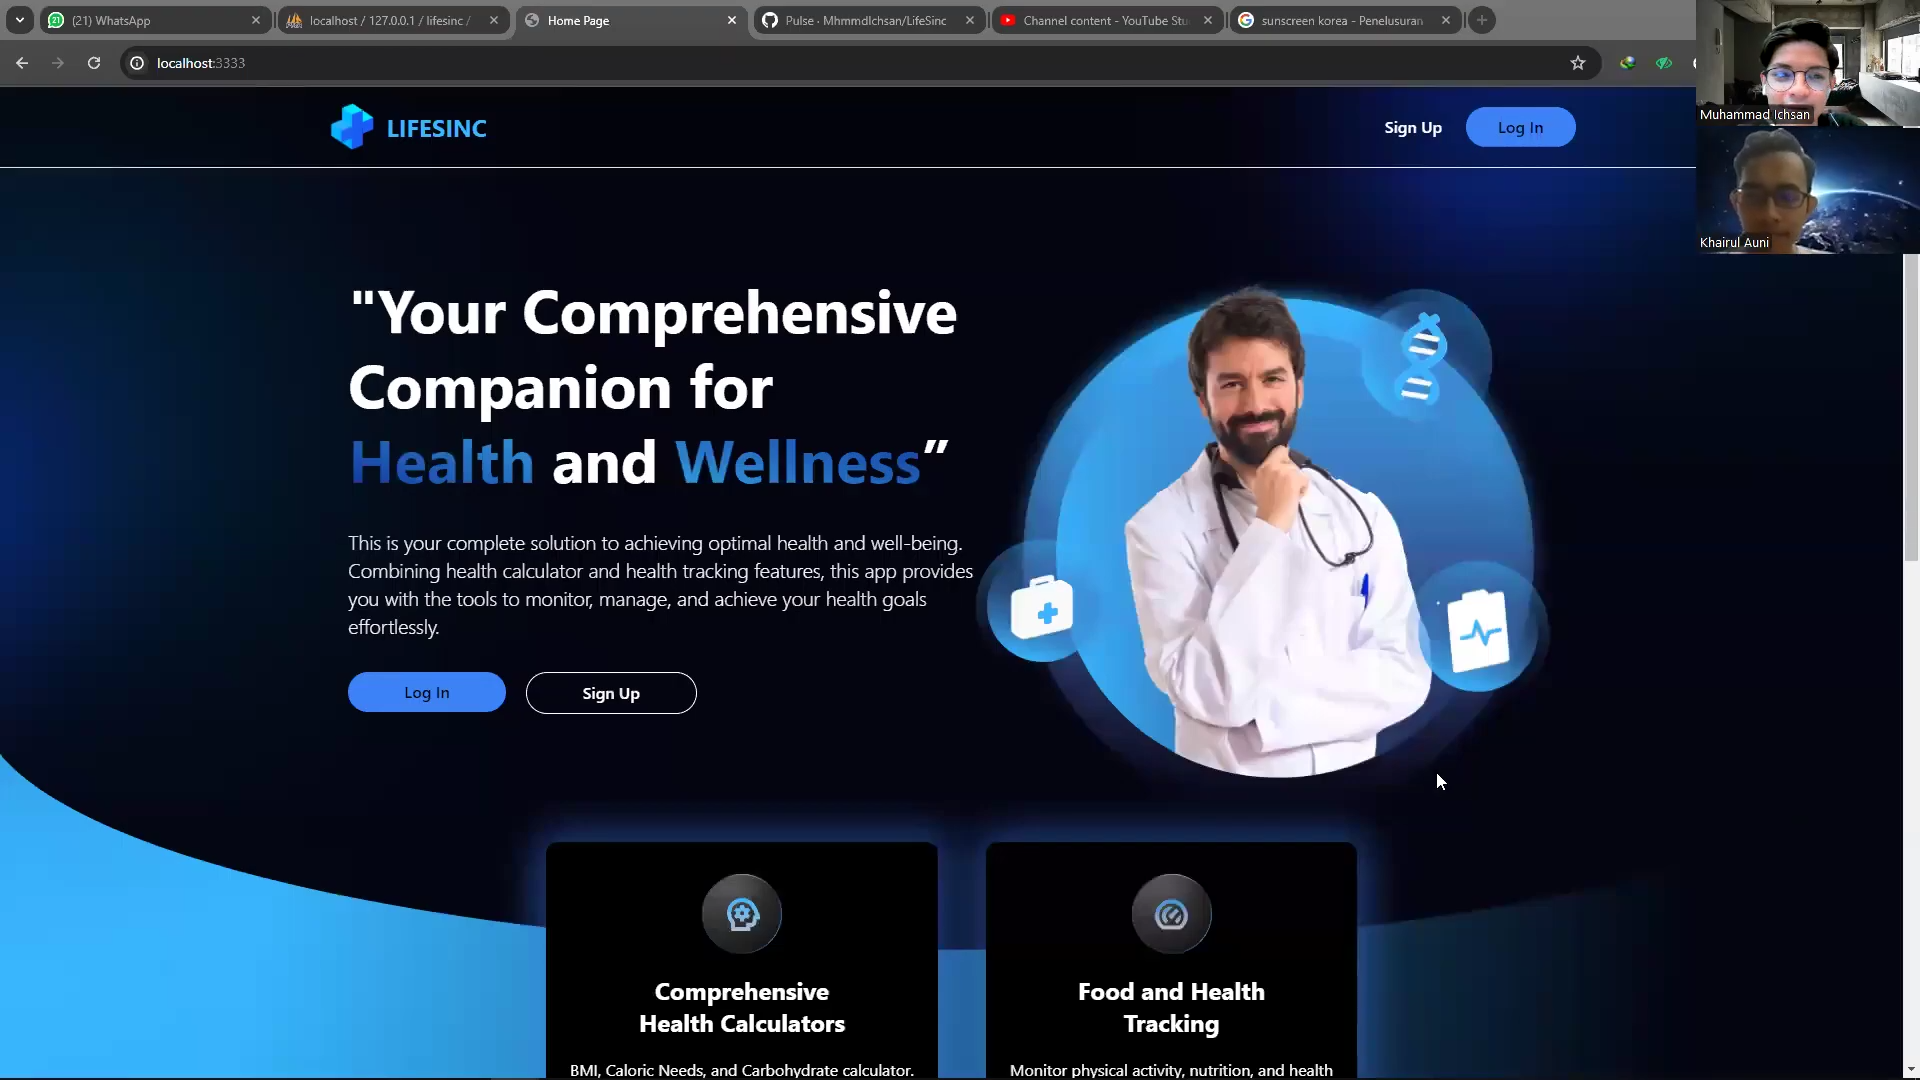 (21) WhatsApp
localhost / 127.0.0.1 / lifesinc /
Home Page
Pulse · MhmmdIchsan/LifeSinc
Channel content - YouTube Stu
sunscreen korea - Penelusuran
localhost:3333
LIFESINC
Sign Up
Log In
Muhammad Ichsan
Khairul Auni
"Your Comprehensive
Companion for
Health and Wellness”
This is your complete solution to achieving optimal health and well-being.
Combining health calculator and health tracking features, this app provides
you with the tools to monitor, manage, and achieve your health goals
effortlessly.
Log In
Sign Up
Comprehensive
Health Calculators
BMI, Caloric Needs, and Carbohydrate calculator.
Food and Health
Tracking
Monitor physical activity, nutrition, and health